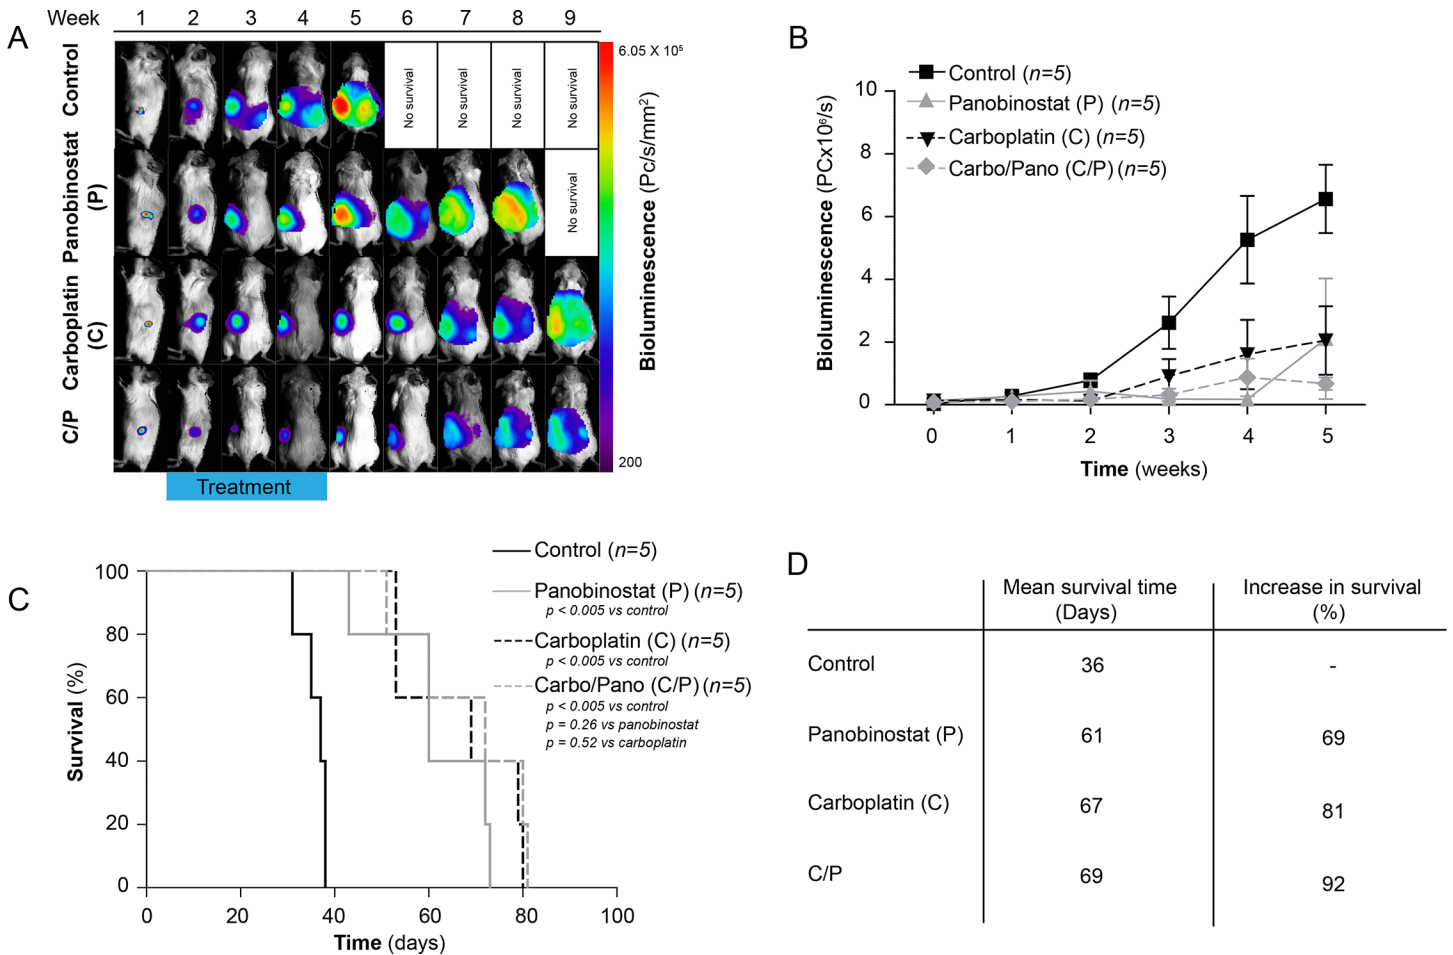 A
Week 1 2 3 4 5 6 7 8 9
Control
No survival
No survival
No survival
No survival
Panobinostat
(P)
No survival
Carboplatin
(C)
C/P
Treatment
6.05 X 10⁵
Bioluminescence (Pc/s/mm²)
200
B
Control (n=5)
Panobinostat (P) (n=5)
Carboplatin (C) (n=5)
Carbo/Pano (C/P) (n=5)
Bioluminescence (PCx10⁶/s)
10
8
6
4
2
0
0 1 2 3 4 5
Time (weeks)
C
Control (n=5)
Panobinostat (P) (n=5)
p < 0.005 vs control
Carboplatin (C) (n=5)
p < 0.005 vs control
Carbo/Pano (C/P) (n=5)
p < 0.005 vs control
p = 0.26 vs panobinostat
p = 0.52 vs carboplatin
Survival (%)
100
80
60
40
20
0
0 20 40 60 80 100
Time (days)
D
Mean survival time Increase in survival
(Days) (%)
Control 36 -
Panobinostat (P) 61 69
Carboplatin (C) 67 81
C/P 69 92